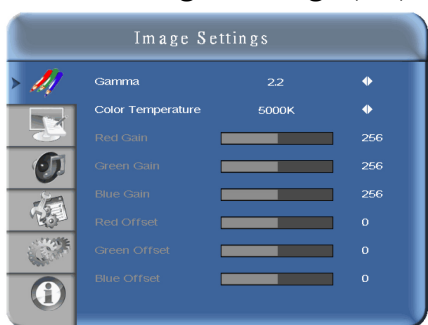 Image Settings
Gamma 2.2
Color Temperature 5000K
Red Gain 256
Green Gain 256
Blue Gain 256
Red Offset 0
Green Offset 0
Blue Offset 0